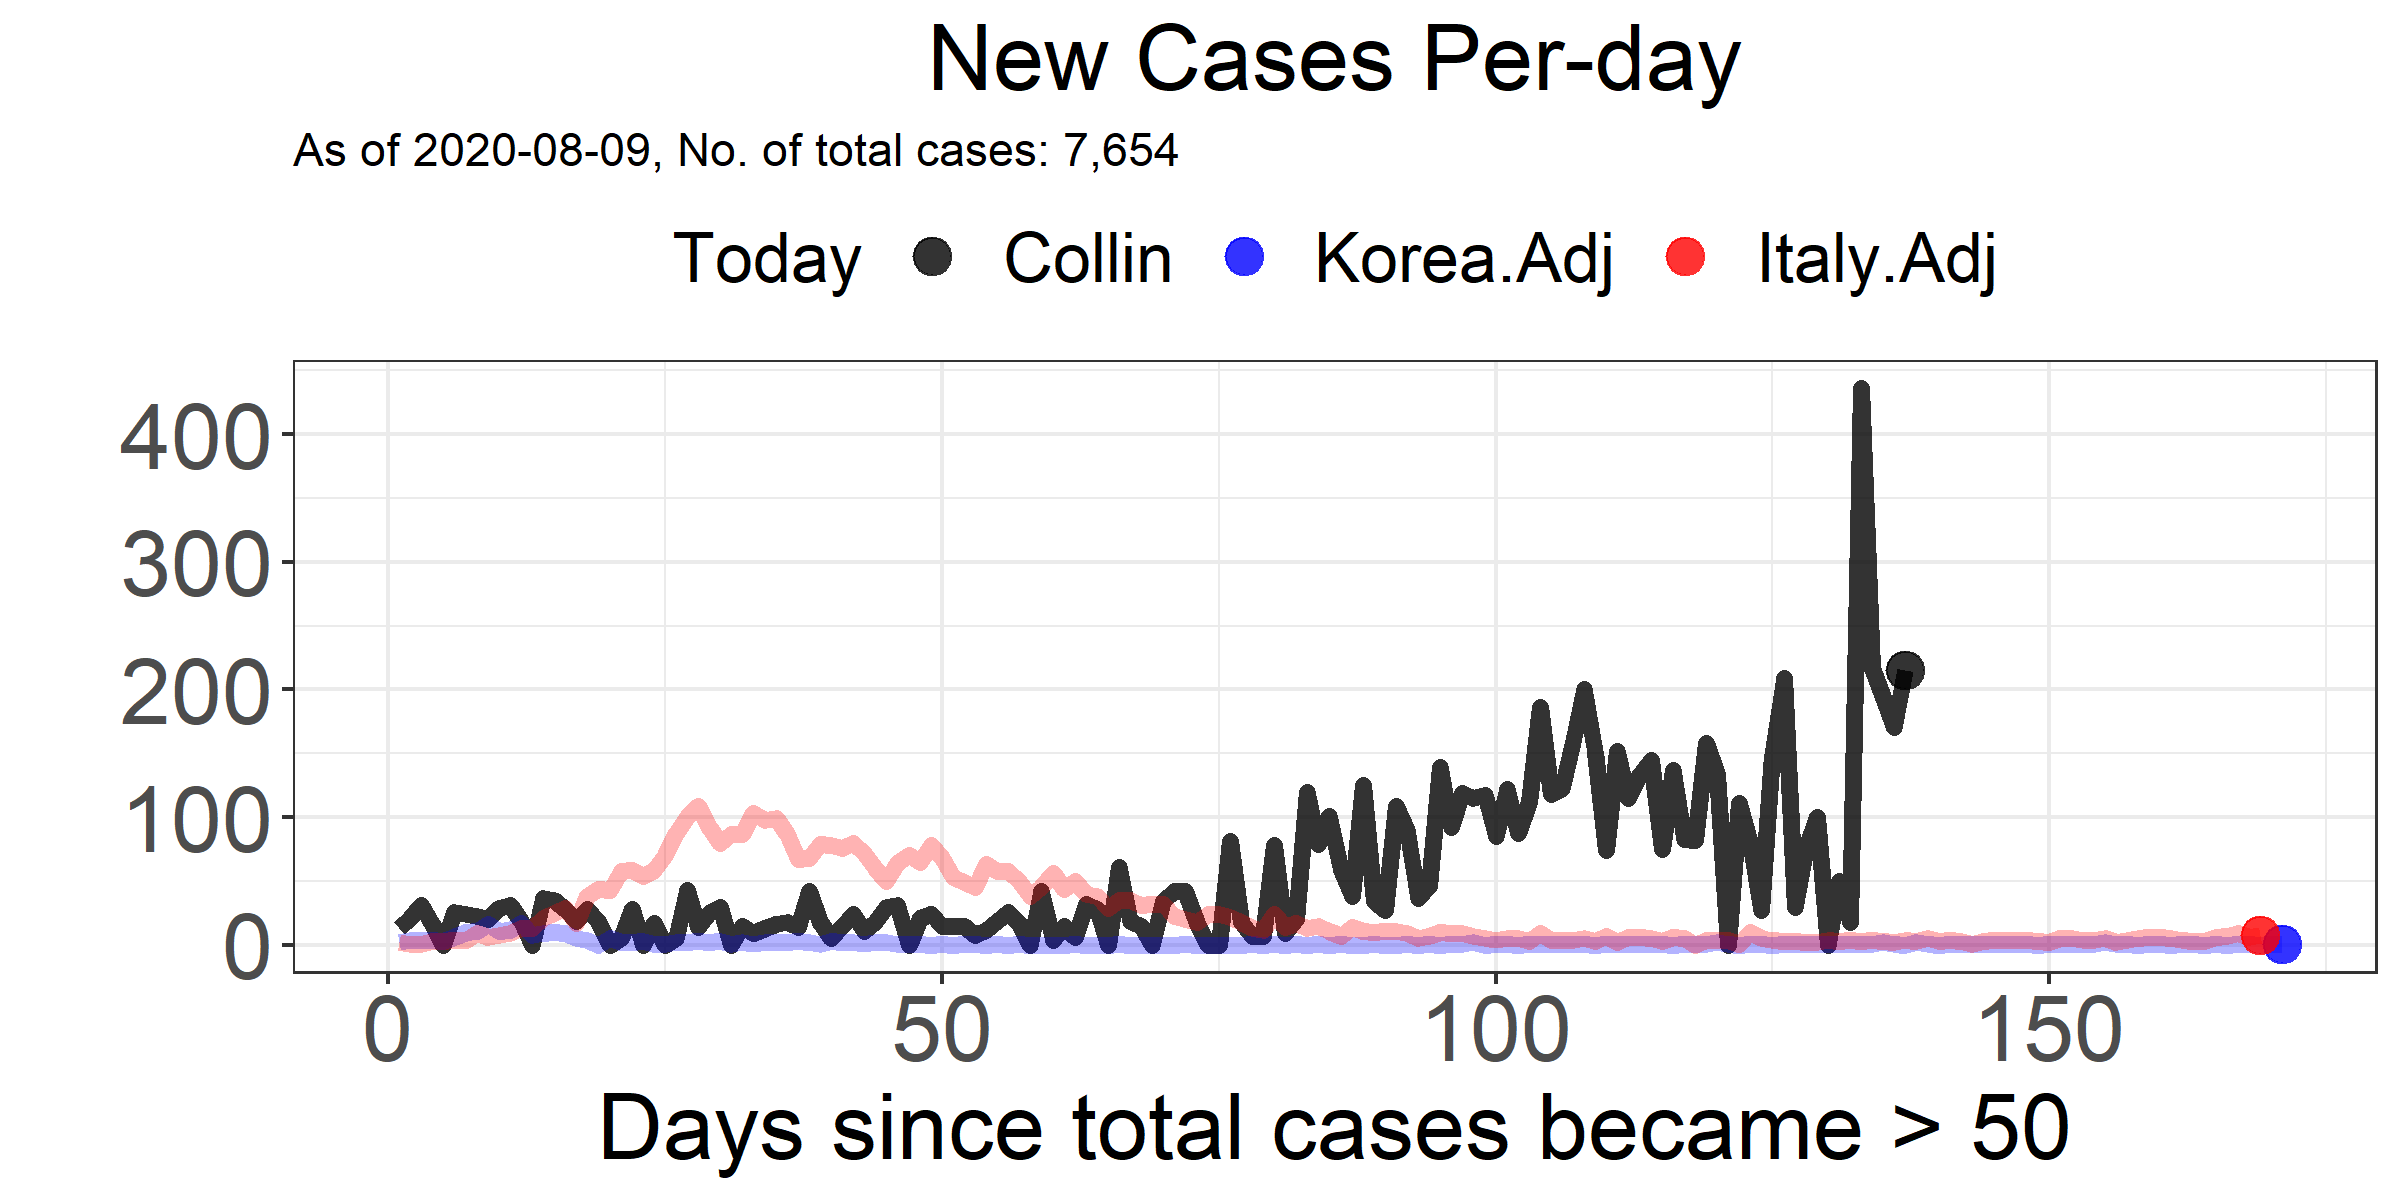 New Cases Per-day
As of 2020-08-09, No. of total cases: 7,654
Today Collin Korea.Adj Italy.Adj
400
300
200
100
0
0 50 100 150
Days since total cases became > 50